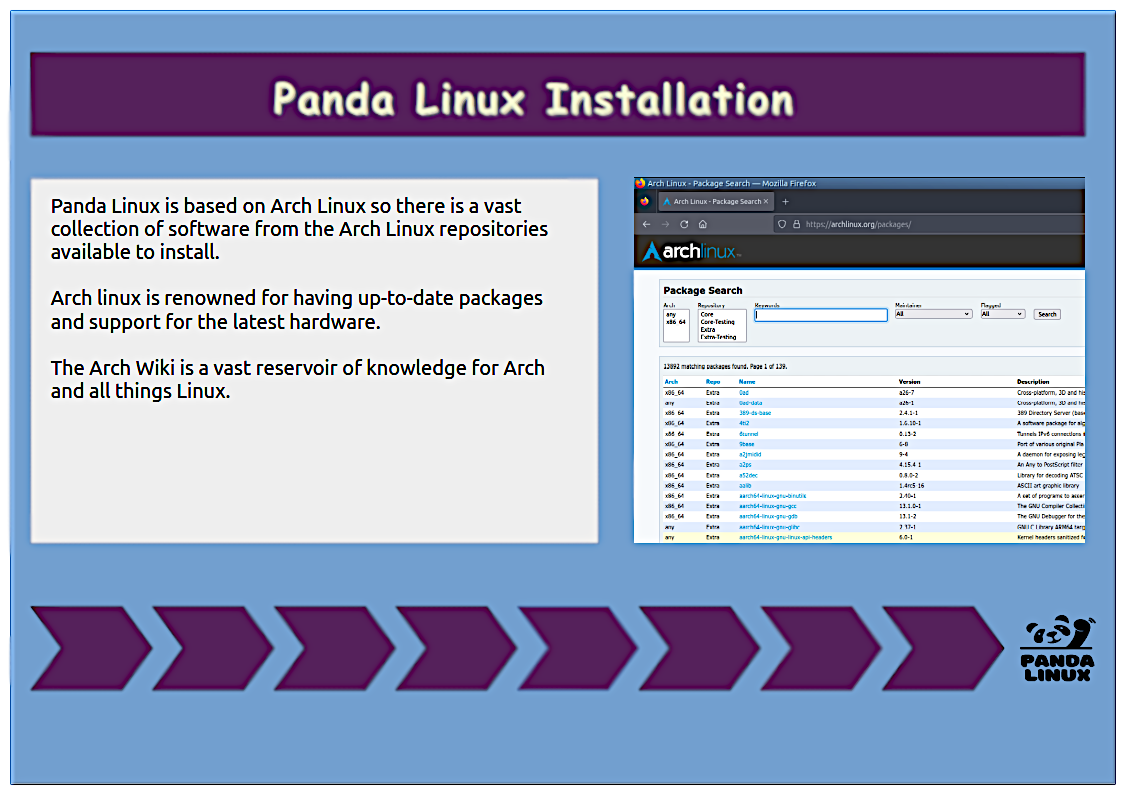 Panda Linux Installation
Panda Linux is based on Arch Linux so there is a vast
collection of software from the Arch Linux repositories
available to install.
Arch linux is renowned for having up-to-date packages
and support for the latest hardware.
The Arch Wiki is a vast reservoir of knowledge for Arch
and all things Linux.
Arch Linux - Package Search — Mozilla Firefox
Arch Linux - Package Search
https://archlinux.org/packages/
archlinux
Package Search
Arch Repository Keywords Maintainer Flagged
any Core All All Search
x86_64 Core-Testing
Extra
Extra-Testing
13892 matching packages found. Page 1 of 139.
Arch Repo Name Version Description
x86_64 Extra 0ad a26-7 Cross-platform, 3D and his
any Extra 0ad-data a26-1 Cross-platform, 3D and his
x86_64 Extra 389-ds-base 2.4.1-1 389 Directory Server (base
x86_64 Extra 4ti2 1.6.10-1 A software package for alg
x86_64 Extra 6tunnel 0.13-2 Tunnels IPv6 connections
x86_64 Extra 9base 6-8 Port of various original Pla
x86_64 Extra a2jmidid 9-4 A daemon for exposing leg
x86_64 Extra a2ps 4.15.4-1 An Any to PostScript filter
x86_64 Extra a52dec 0.8.0-2 Library for decoding ATSC
x86_64 Extra aalib 1.4rc5-16 ASCII art graphic library
x86_64 Extra aarch64-linux-gnu-binutils 2.40-1 A set of programs to asser
x86_64 Extra aarch64-linux-gnu-gcc 13.1.0-1 The GNU Compiler Collecti
x86_64 Extra aarch64-linux-gnu-gdb 13.1-2 The GNU Debugger for the
any Extra aarch64-linux-gnu-glibc 2.37-1 GNU C Library ARM64 targ
any Extra aarch64-linux-gnu-linux-api-headers 6.0-1 Kernel headers sanitized fo
PANDA
LINUX